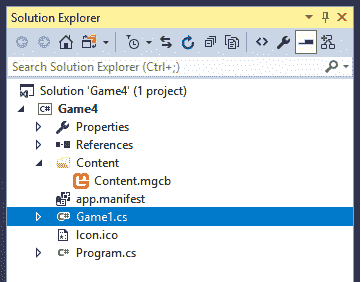 Solution Explorer
Search Solution Explorer (Ctrl+;)
Solution 'Game4' (1 project)
C# Game4
Properties
References
Content
Content.mgcb
app.manifest
C# Game1.cs
Icon.ico
C# Program.cs